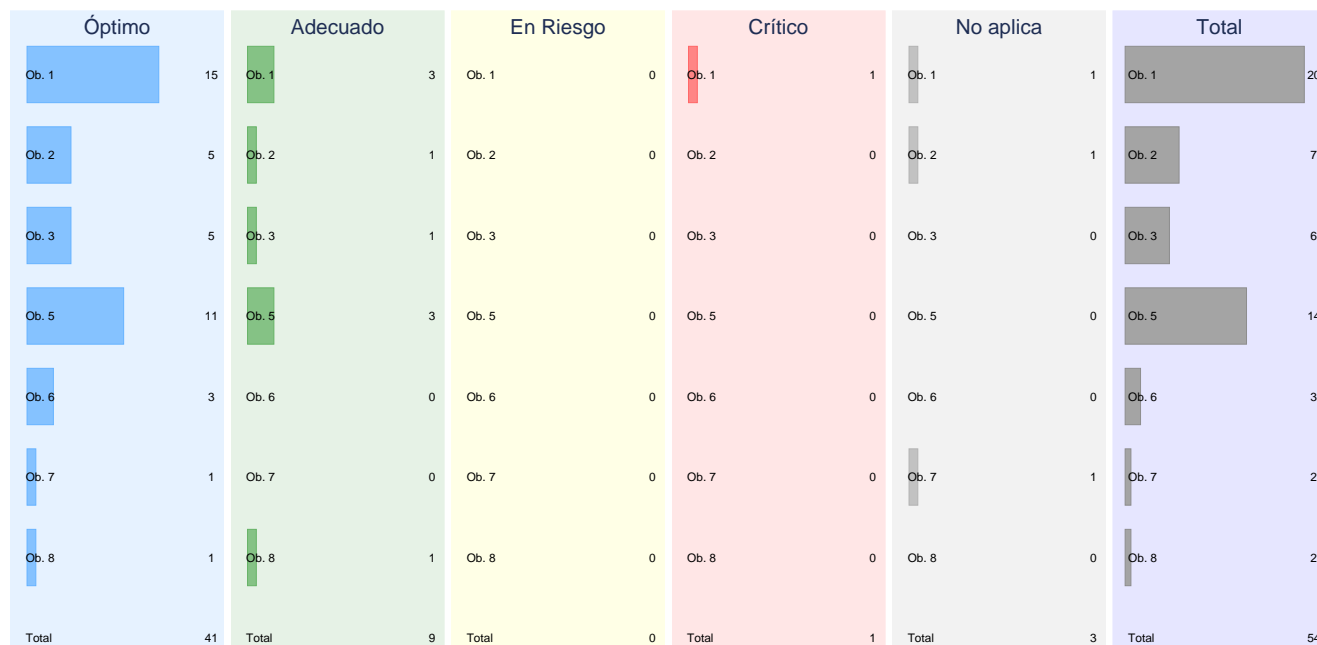 Óptimo Adecuado En Riesgo Crítico No aplica Total
Ob. 1 15 Ob. 1 3 Ob. 1 0 Ob. 1 1 Ob. 1 1 Ob. 1 20
Ob. 2 5 Ob. 2 1 Ob. 2 0 Ob. 2 0 Ob. 2 1 Ob. 2 7
Ob. 3 5 Ob. 3 1 Ob. 3 0 Ob. 3 0 Ob. 3 0 Ob. 3 6
Ob. 5 11 Ob. 5 3 Ob. 5 0 Ob. 5 0 Ob. 5 0 Ob. 5 14
Ob. 6 3 Ob. 6 0 Ob. 6 0 Ob. 6 0 Ob. 6 0 Ob. 6 3
Ob. 7 1 Ob. 7 0 Ob. 7 0 Ob. 7 0 Ob. 7 1 Ob. 7 2
Ob. 8 1 Ob. 8 1 Ob. 8 0 Ob. 8 0 Ob. 8 0 Ob. 8 2
Total 41 Total 9 Total 0 Total 1 Total 3 Total 54